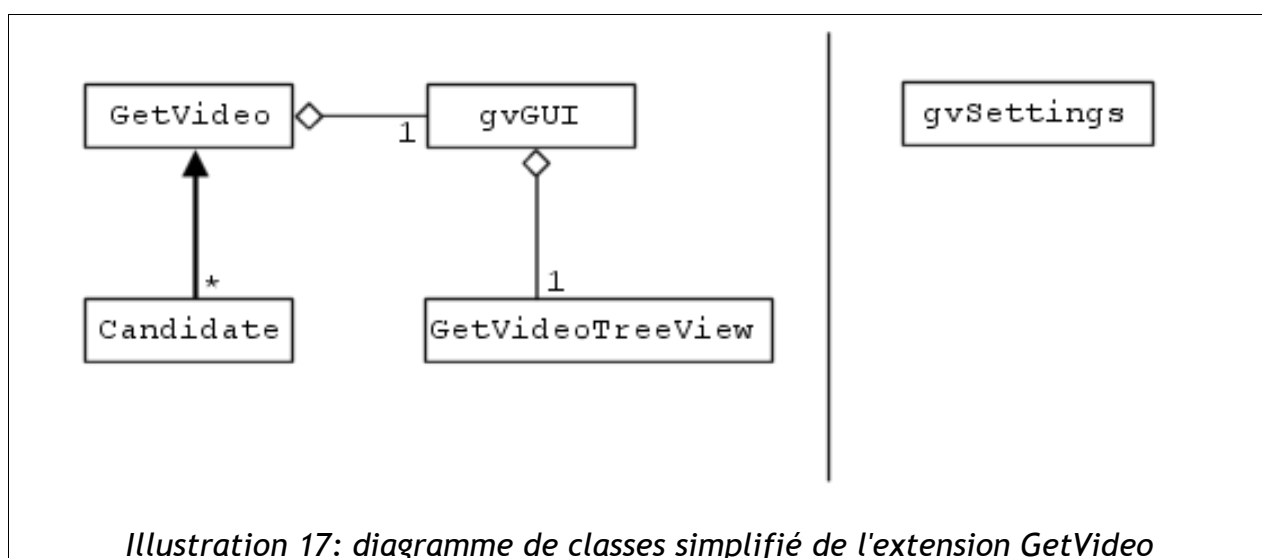 GetVideo
1
gvGUI
gvSettings
*
1
Candidate
GetVideoTreeView
Illustration 17: diagramme de classes simplifié de l'extension GetVideo